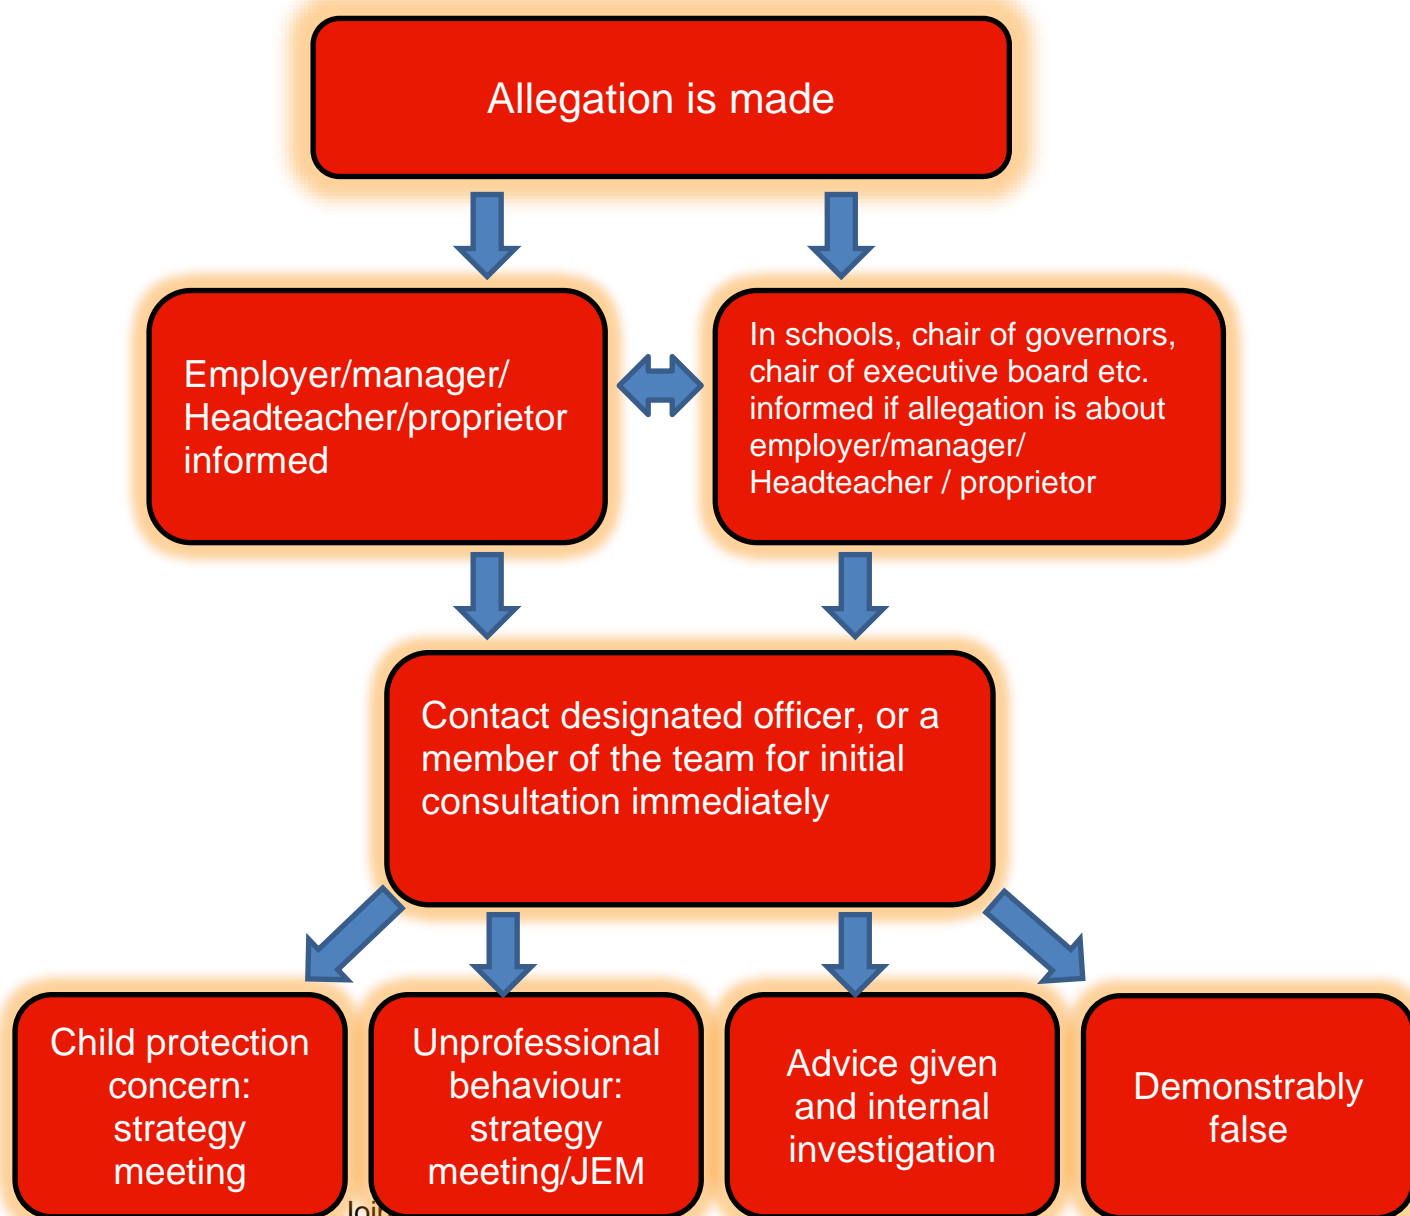 Allegation is made
Employer/manager/
Headteacher/proprietor
informed
In schools, chair of governors,
chair of executive board etc.
informed if allegation is about
employer/manager/
Headteacher / proprietor
Contact designated officer, or a
member of the team for initial
consultation immediately
Child protection
concern:
strategy
meeting
Unprofessional
behaviour:
strategy
meeting/JEM
Advice given
and internal
investigation
Demonstrably
false